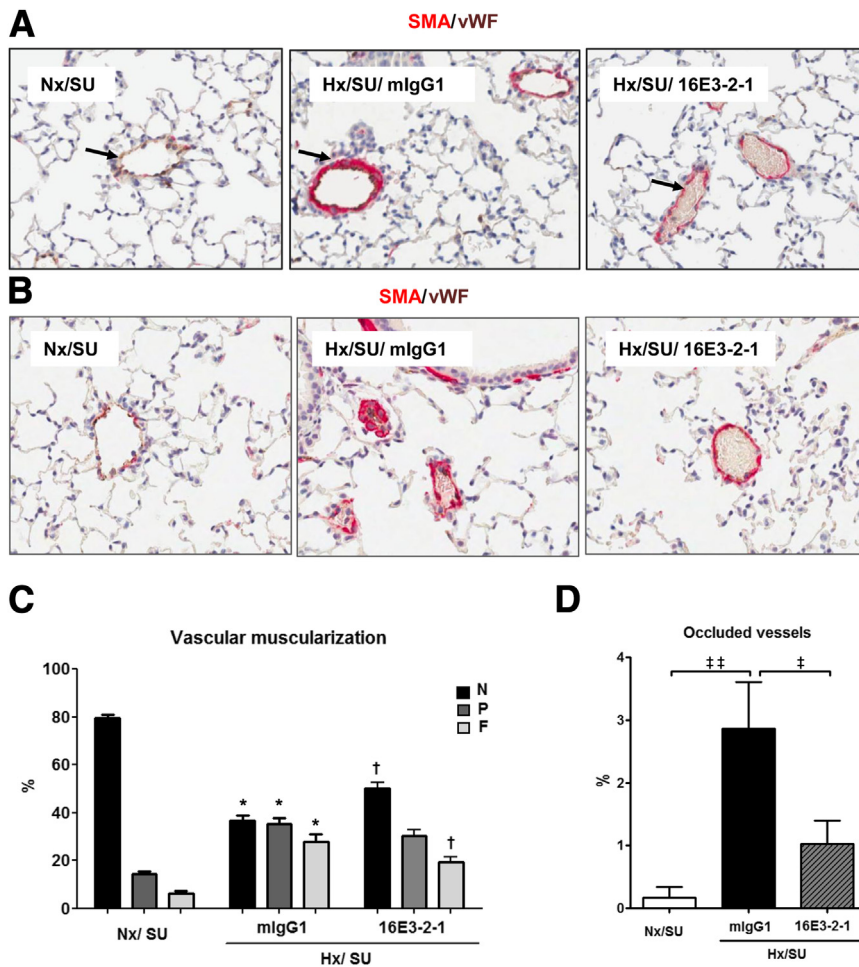 A
SMA/vWF
Nx/SU
Hx/SU/ mIgG1
Hx/SU/ 16E3-2-1
B
SMA/vWF
Nx/SU
Hx/SU/ mIgG1
Hx/SU/ 16E3-2-1
C
Vascular muscularization
%
100
80
60
40
20
0
N
P
F
* * *
† †
Nx/ SU
mIgG1
16E3-2-1
Hx/ SU
D
Occluded vessels
%
4
3
2
1
0
‡‡
‡
Nx/SU
mIgG1
16E3-2-1
Hx/SU